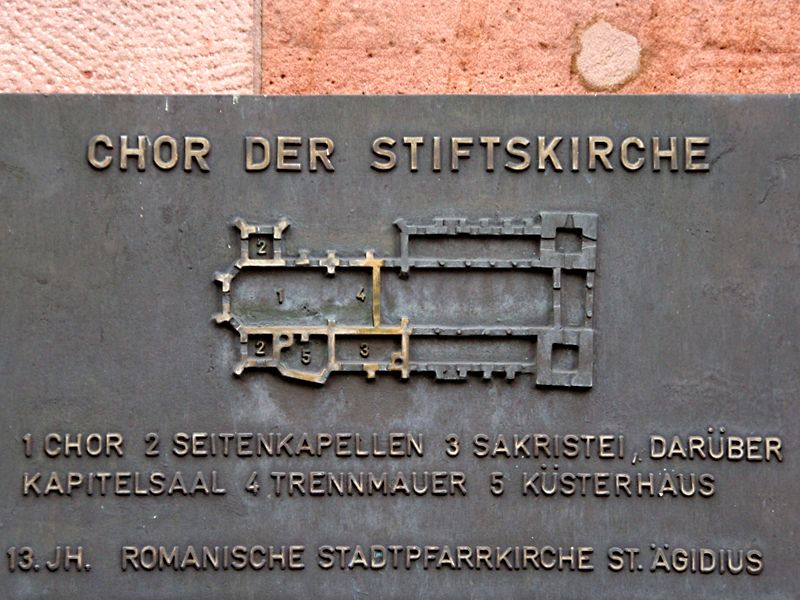 CHOR DER STIFTSKIRCHE
2
1 4
2 5 3
1 CHOR 2 SEITENKAPELLEN 3 SAKRISTEI, DARÜBER
KAPITELSAAL 4 TRENNMAUER 5 KÜSTERHAUS
13. JH. ROMANISCHE STADTPFARRKIRCHE ST. ÄGIDIUS